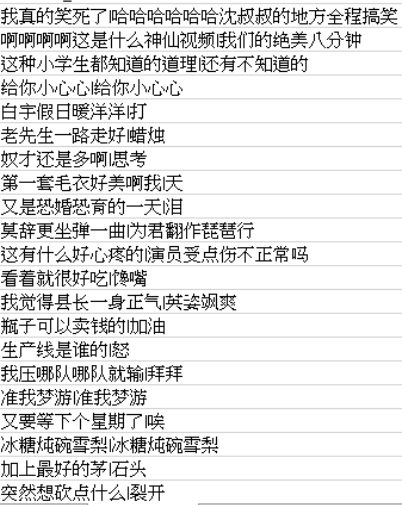 我真的笑死了|哈哈哈哈哈哈沈叔叔的地方全程搞笑
啊啊啊啊这是什么神仙视频|我们的绝美八分钟
这种小学生都知道的道理|还有不知道的
给你小心心|给你小心心
白宇假日暖洋洋|打
老先生一路走好|蜡烛
奴才还是多啊|思考
第一套毛衣好美啊我|天
又是恐婚恐育的一天|泪
莫辞更坐弹一曲|为君翻作琵琶行
这有什么好心疼的|演员受点伤不正常吗
看着就很好吃|馋嘴
我觉得县长一身正气|英姿飒爽
瓶子可以卖钱的|加油
生产线是谁的|怒
我压哪队哪队就输|拜拜
准我梦游|准我梦游
又要等下个星期了|唉
冰糖炖碗雪梨|冰糖炖碗雪梨
加上最好的茅|石头
突然想砍点什么|裂开